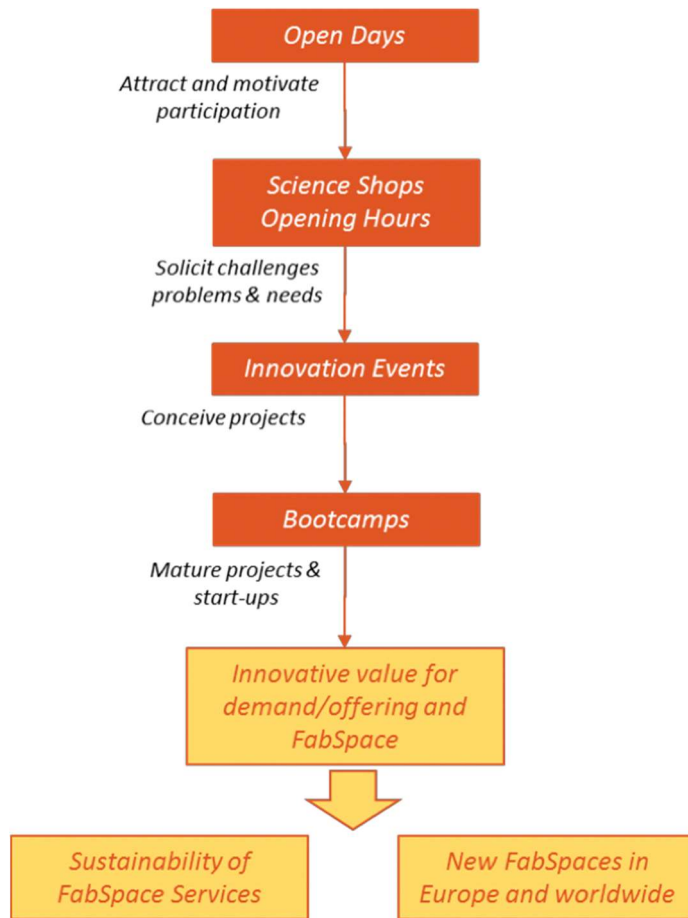 Open Days
Attract and motivate
participation
Science Shops
Opening Hours
Solicit challenges
problems & needs
Innovation Events
Conceive projects
Bootcamps
Mature projects &
start-ups
Innovative value for
demand/offering and
FabSpace
Sustainability of
FabSpace Services
New FabSpaces in
Europe and worldwide